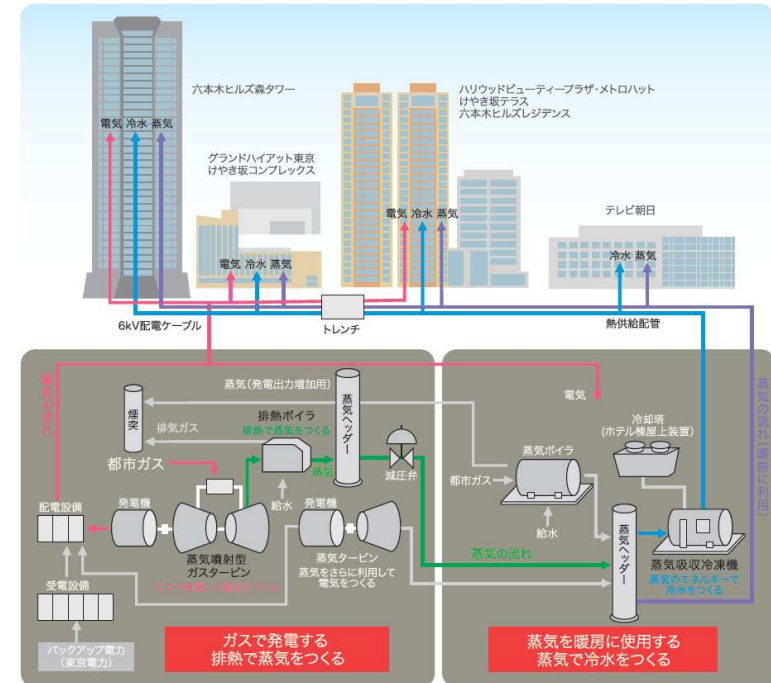 六本木ヒルズ森タワー
電気 冷水 蒸気
グランドハイアット東京
けやき坂コンプレックス
電気 冷水 蒸気
ハリウッドビューティープラザ・メトロハット
けやき坂テラス
六本木ヒルズレジデンス
電気 冷水 蒸気
テレビ朝日
冷水 蒸気
6kV配電ケーブル
トレンチ
熱供給配管
電気の流れ
煙突
蒸気(発電出力増加用)
排気ガス
都市ガス
排熱ボイラ
排熱で蒸気をつくる
蒸気
給水
蒸気ヘッダー
減圧弁
配電設備
発電機
蒸気噴射型
ガスタービン
発電機
蒸気タービン
蒸気をさらに利用して
電気をつくる
受電設備
バックアップ電力
(東京電力)
ガスで発電する
排熱で蒸気をつくる
電気
冷却塔
(ホテル棟屋上装置)
蒸気ボイラ
都市ガス
給水
蒸気の流れ
蒸気ヘッダー
蒸気吸収冷凍機
蒸気のエネルギーで
冷水をつくる
蒸気の流れ(暖房に利用)
蒸気を暖房に使用する
蒸気で冷水をつくる